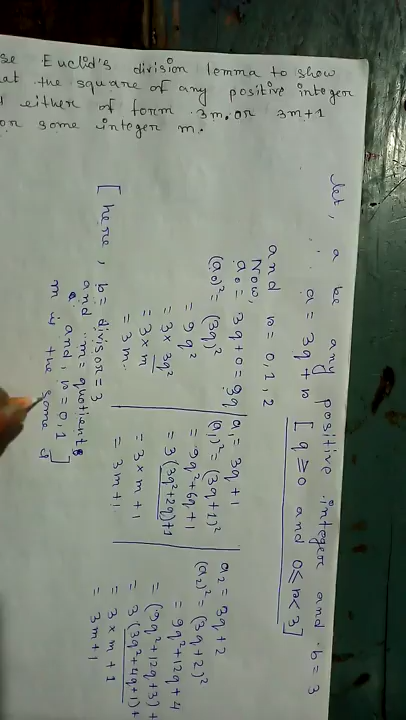 se Euclid's division lemma to show
at the square of any positive integer
either of form 3m, or 3m+1
or some integer m.
let, a be any positive integer and b = 3
∴ a = 3q + r [q ≥ 0 and 0 ≤ r < 3]
and r = 0, 1, 2
Now,
a₀ = 3q + 0 = 3q
(a₀)² = (3q)²
= 9q²
= 3 × 3q²
= 3 × m
= 3m.
a₁ = 3q + 1
(a₁)² = (3q+1)²
= 9q² + 6q + 1
= 3(3q²+2q)+1
= 3 × m + 1
= 3m + 1.
a₂ = 3q + 2
(a₂)² = (3q+2)²
= 9q² + 12q + 4
= (9q² + 12q + 3) +
= 3(3q²+4q+1)+
= 3 × m + 1
= 3m + 1
[here, b = divisor = 3
and m = quotient
and, r = 0, 1
m is the some